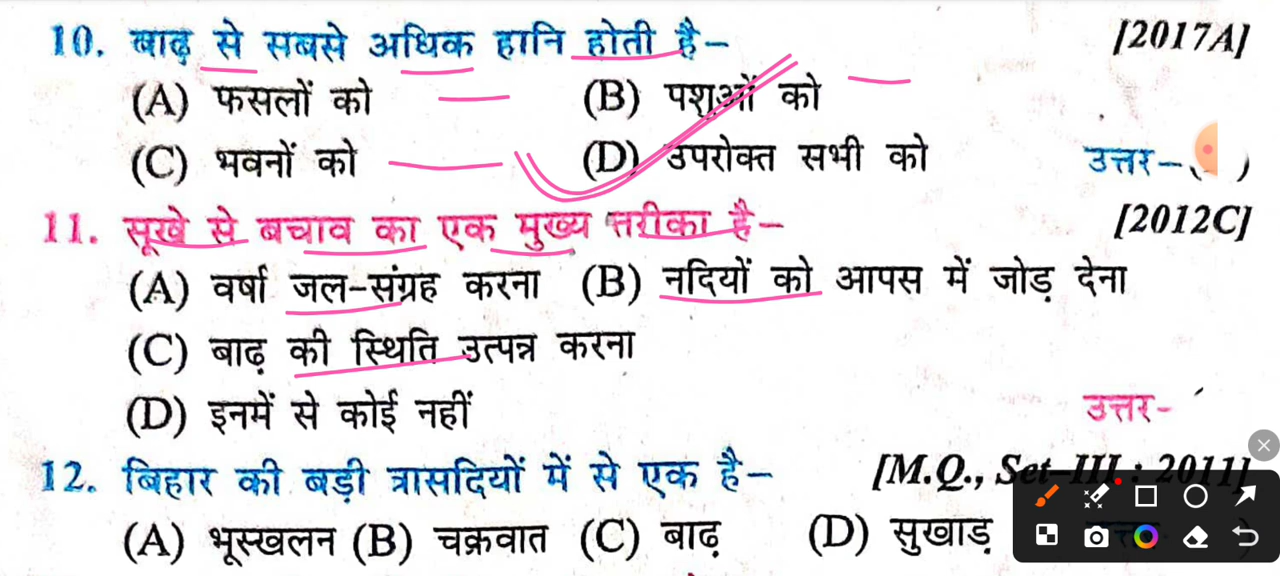 10. बाढ़ से सबसे अधिक हानि होती है– [2017A]
(A) फसलों को (B) पशुओं को
(C) भवनों को (D) उपरोक्त सभी को उत्तर–( )
11. सूखे से बचाव का एक मुख्य तरीका है– [2012C]
(A) वर्षा जल-संग्रह करना (B) नदियों को आपस में जोड़ देना
(C) बाढ़ की स्थिति उत्पन्न करना
(D) इनमें से कोई नहीं उत्तर-
12. बिहार की बड़ी त्रासदियों में से एक है– [M.Q., Set-III : 2011]
(A) भूस्खलन (B) चक्रवात (C) बाढ़ (D) सुखाड़